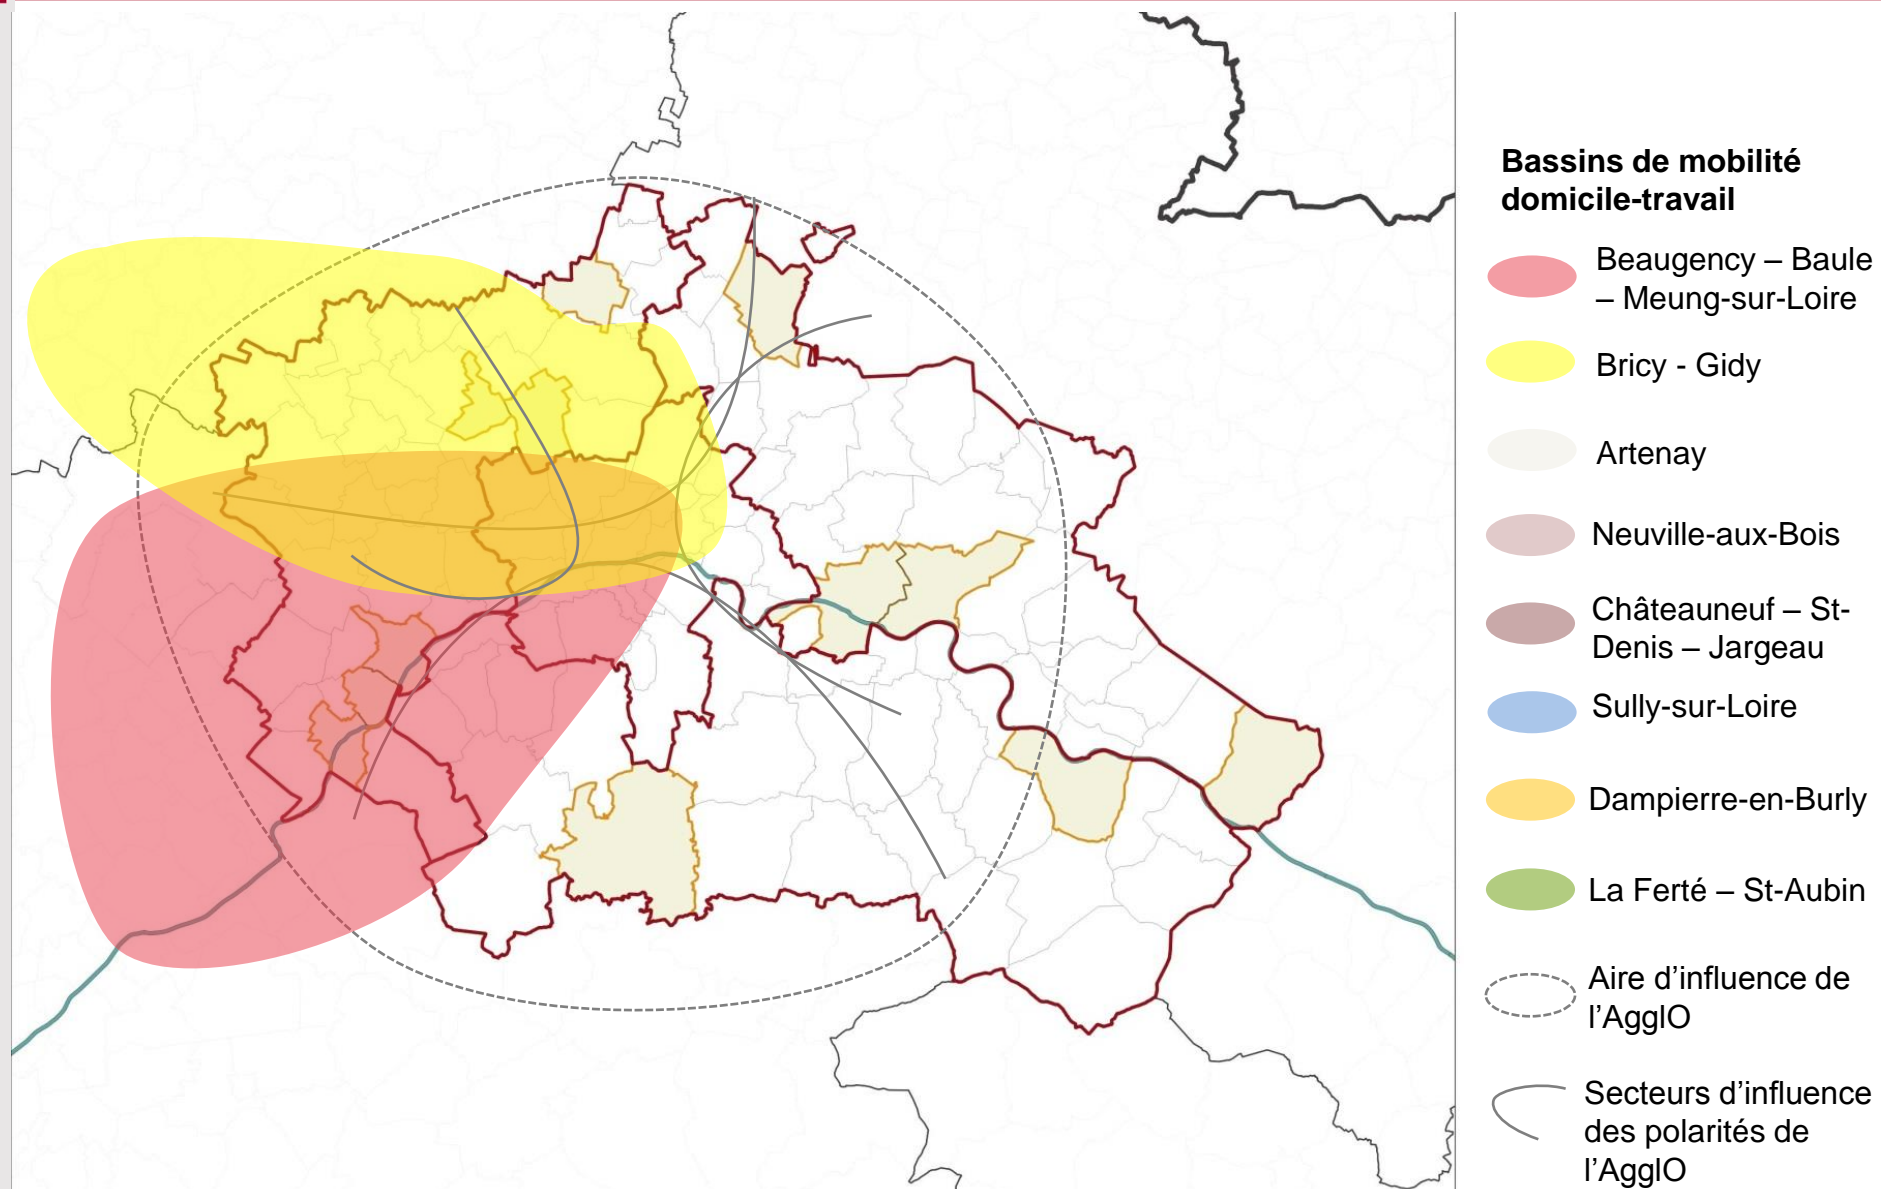 Bassins de mobilité
domicile-travail
Beaugency – Baule
– Meung-sur-Loire
Bricy - Gidy
Artenay
Neuville-aux-Bois
Châteauneuf – St-
Denis – Jargeau
Sully-sur-Loire
Dampierre-en-Burly
La Ferté – St-Aubin
Aire d’influence de
l’AgglO
Secteurs d’influence
des polarités de
l’AgglO